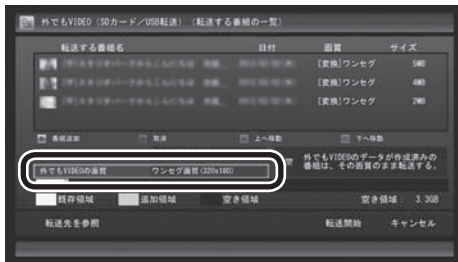 外でもVIDEO（SDカード／USB転送）（転送する番組の一覧）
転送する番組名 日付 画質 サイズ
[変換]ワンセグ 5MB
[変換]ワンセグ 4MB
[変換]ワンセグ 2MB
番組追加 取消 上へ移動 下へ移動
外でもVIDEOの画質 ワンセグ画質(320x180)
外でもVIDEOのデータが作成済みの
番組は、その画質のまま転送する。
既存領域 追加領域 空き領域 空き領域： 3.3GB
転送先を参照 転送開始 キャンセル